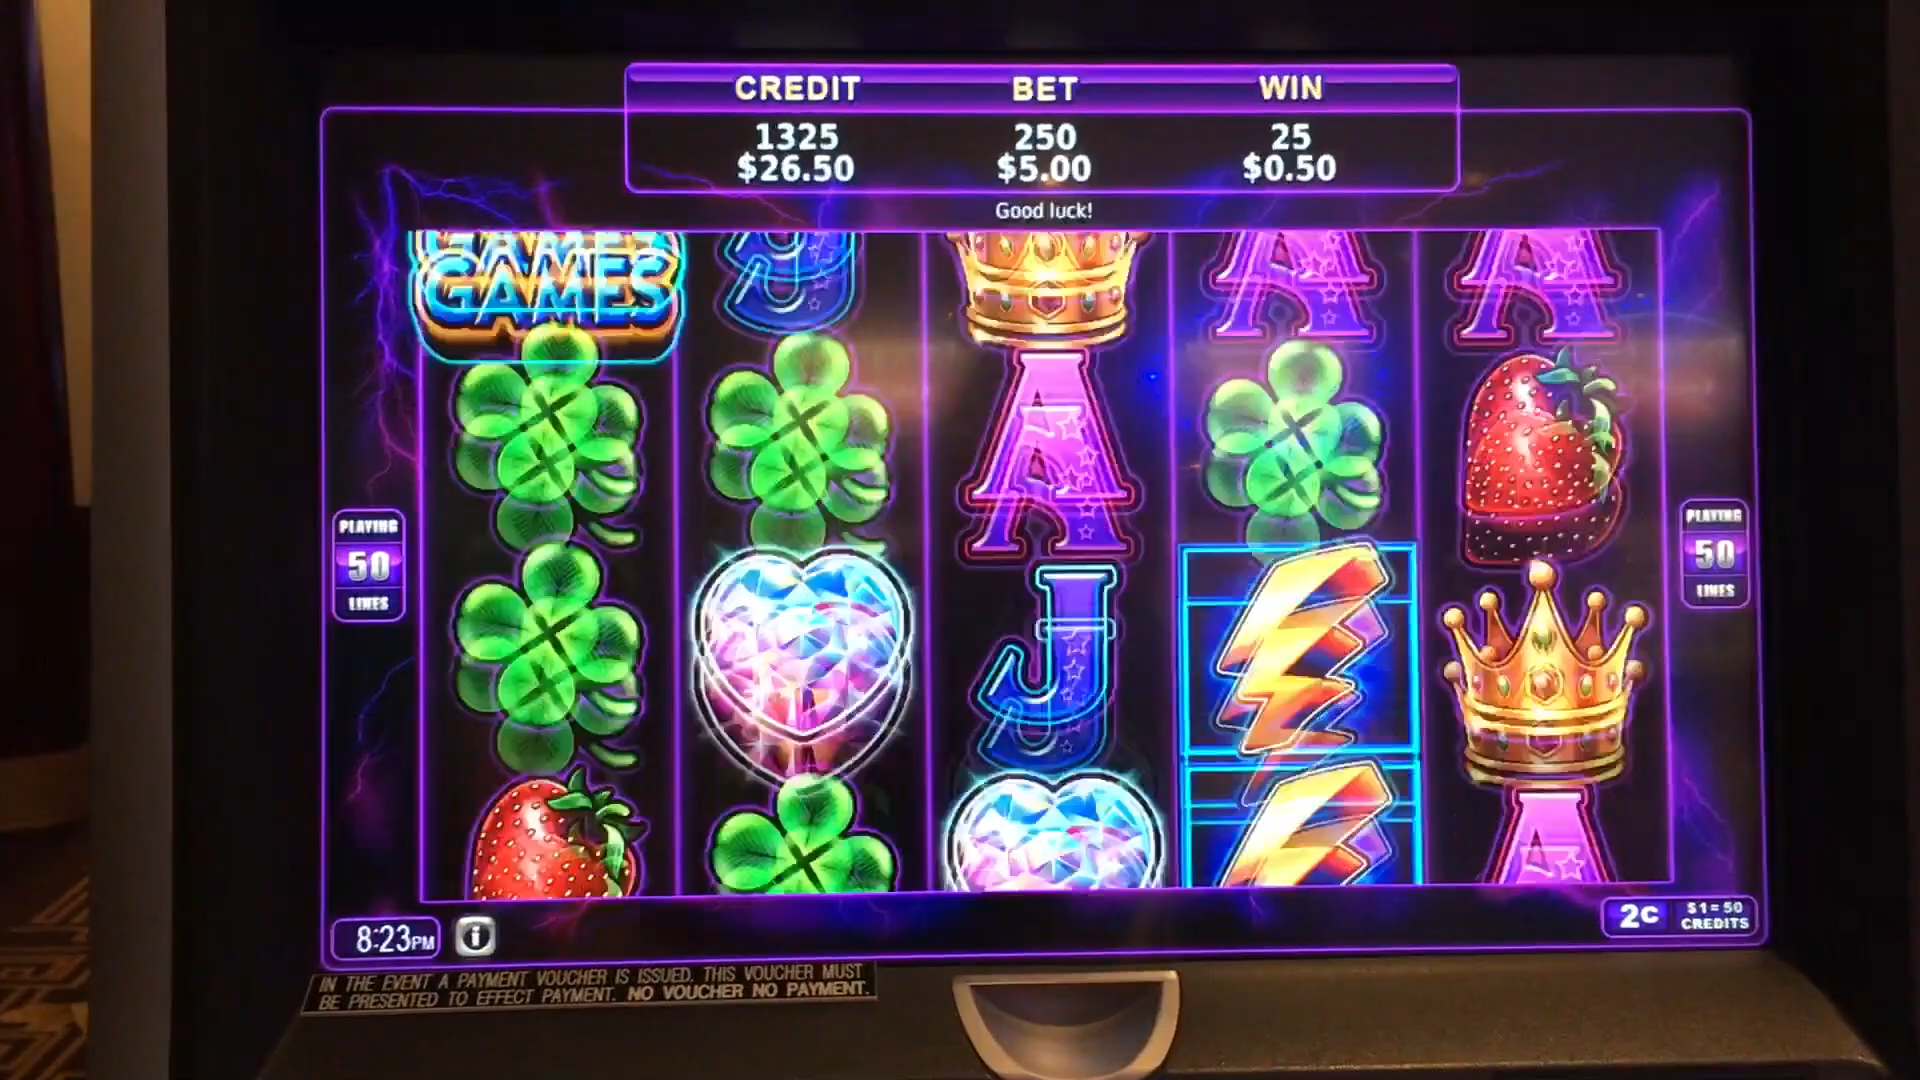 CREDIT BET WIN
1325 250 25
$26.50 $5.00 $0.50
Good luck!
GAMES
GAMES
J
A
A
A
PLAYING
50
LINES
PLAYING
50
LINES
J
A
8:23PM
i
2¢
$1=50
CREDITS
IN THE EVENT A PAYMENT VOUCHER IS ISSUED. THIS VOUCHER MUST
BE PRESENTED TO EFFECT PAYMENT. NO VOUCHER NO PAYMENT.